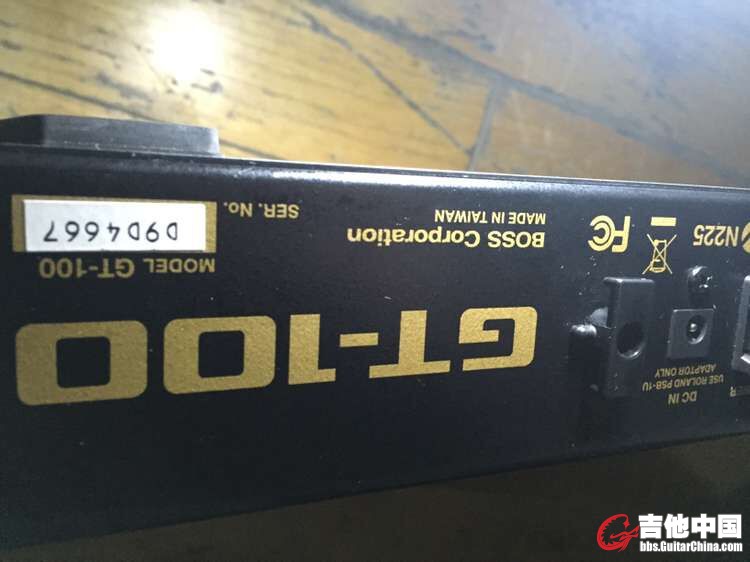 DC IN
USE ROLAND PSB-1U
ADAPTOR ONLY
GT-100
N225
FC
BOSS Corporation
MADE IN TAIWAN
MODEL GT-100
SER. No.
D9D4667
吉他中国
bbs.GuitarChina.com